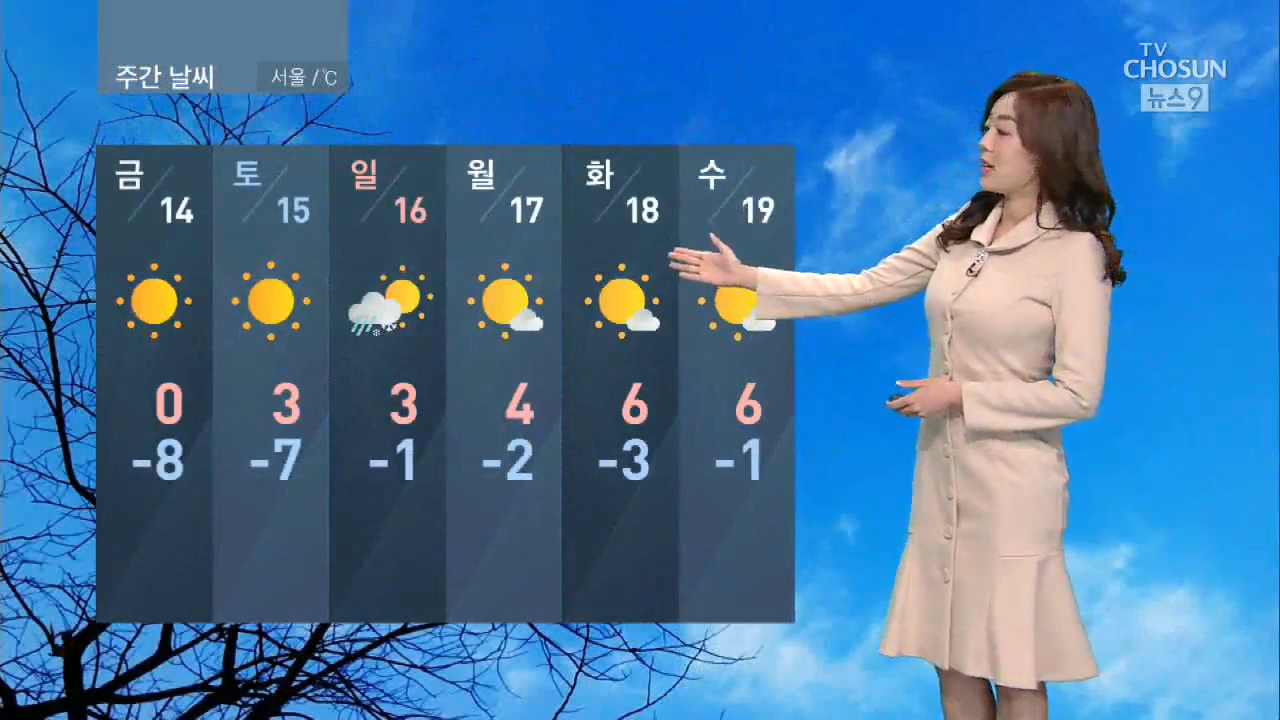 주간 날씨 서울 /℃
TV
CHOSUN
뉴스9
금 토 일 월 화 수
14 15 16 17 18 19
0 3 3 4 6 6
-8 -7 -1 -2 -3 -1